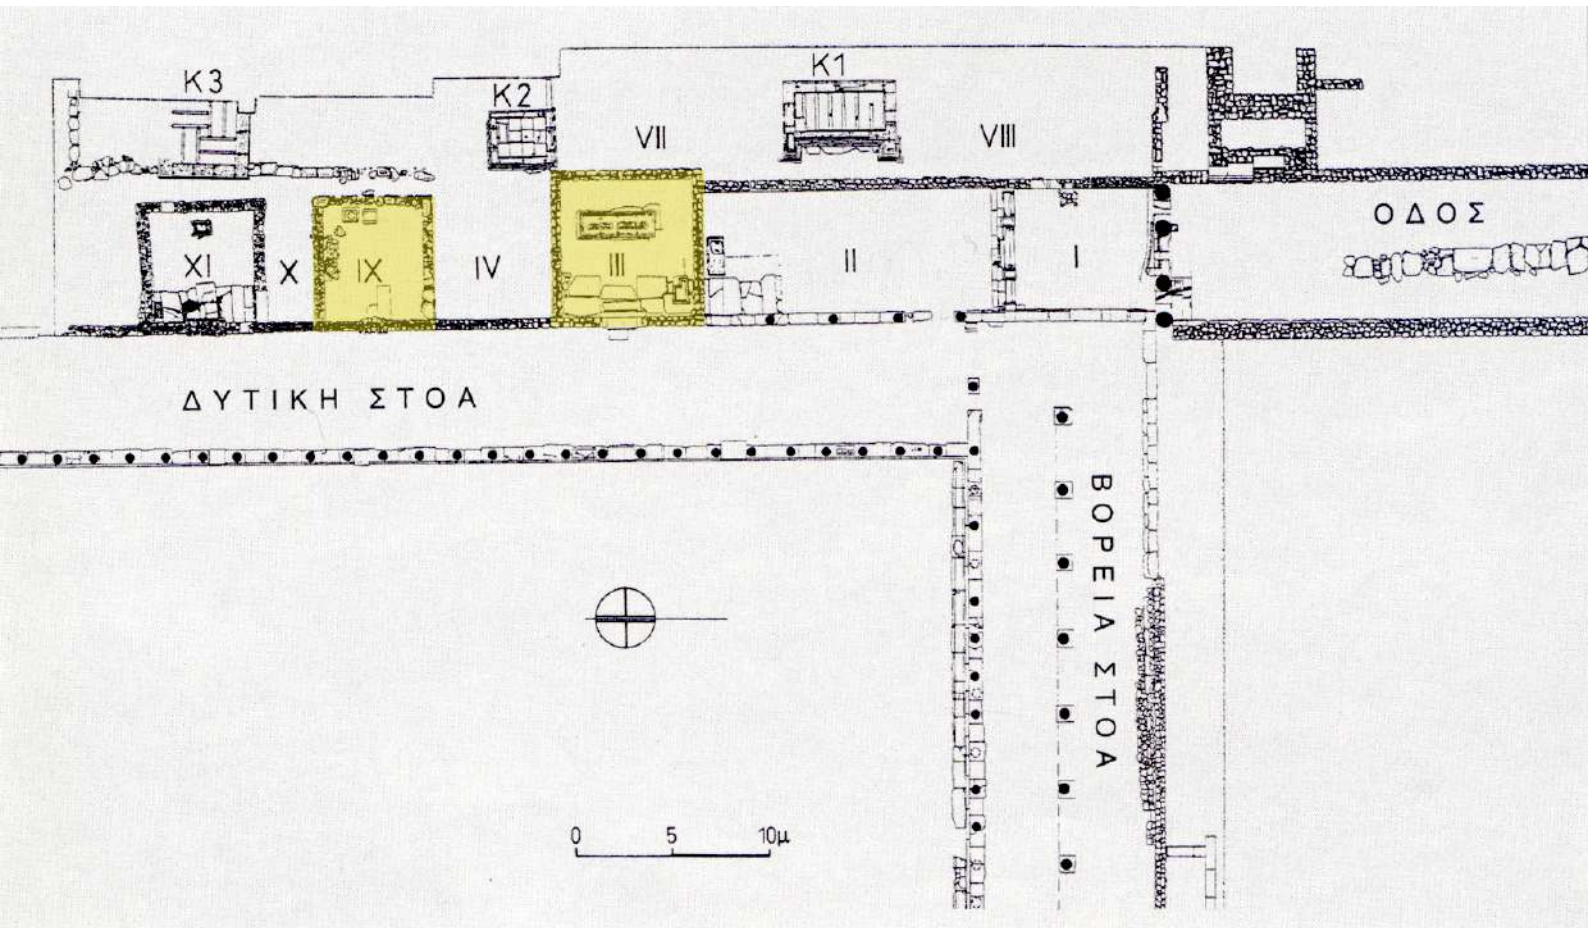 K3
K2
K1
VII
VIII
XI
X
IX
IV
III
II
I
ΟΔΟΣ
ΔΥΤΙΚΗ ΣΤΟΑ
ΒΟΡΕΙΑ ΣΤΟΑ
0 5 10μ